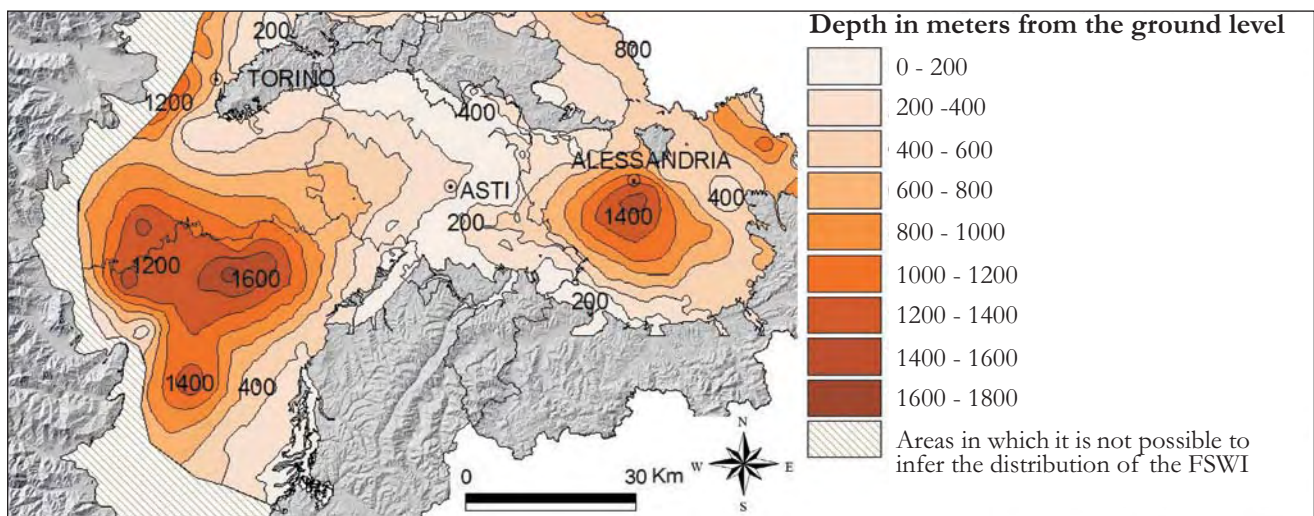 Depth in meters from the ground level
0 - 200
200 -400
400 - 600
600 - 800
800 - 1000
1000 - 1200
1200 - 1400
1400 - 1600
1600 - 1800
Areas in which it is not possible to
infer the distribution of the FSWI
200
800
TORINO
1200
400
ALESSANDRIA
ASTI
400
1400
200
1200
1600
200
1400
400
N
W
E
S
0
30 Km